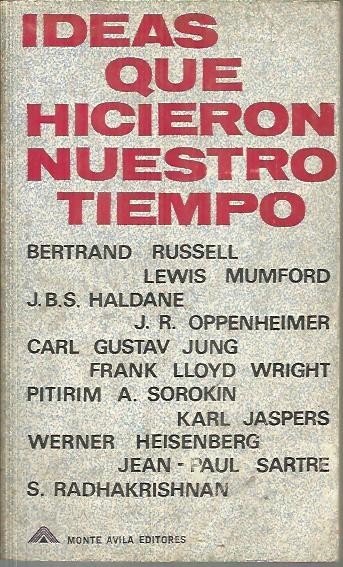 IDEAS
QUE
HICIERON
NUESTRO
TIEMPO
BERTRAND RUSSELL
LEWIS MUMFORD
J.B.S. HALDANE
J. R. OPPENHEIMER
CARL GUSTAV JUNG
FRANK LLOYD WRIGHT
PITIRIM A. SOROKIN
KARL JASPERS
WERNER HEISENBERG
JEAN-PAUL SARTRE
S. RADHAKRISHNAN
MONTE AVILA EDITORES